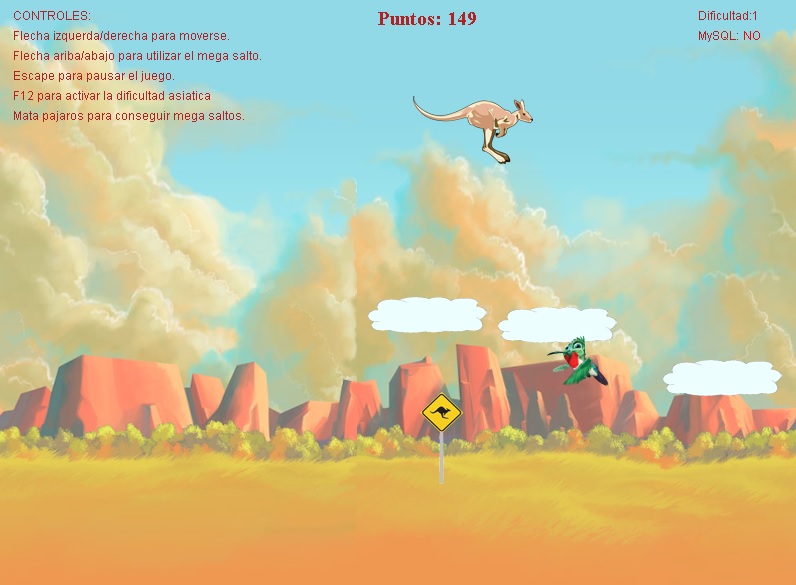 CONTROLES:
Flecha izquerda/derecha para moverse.
Flecha ariba/abajo para utilizar el mega salto.
Escape para pausar el juego.
F12 para activar la dificultad asiatica
Mata pajaros para conseguir mega saltos.
Puntos: 149
Dificultad:1
MySQL: NO